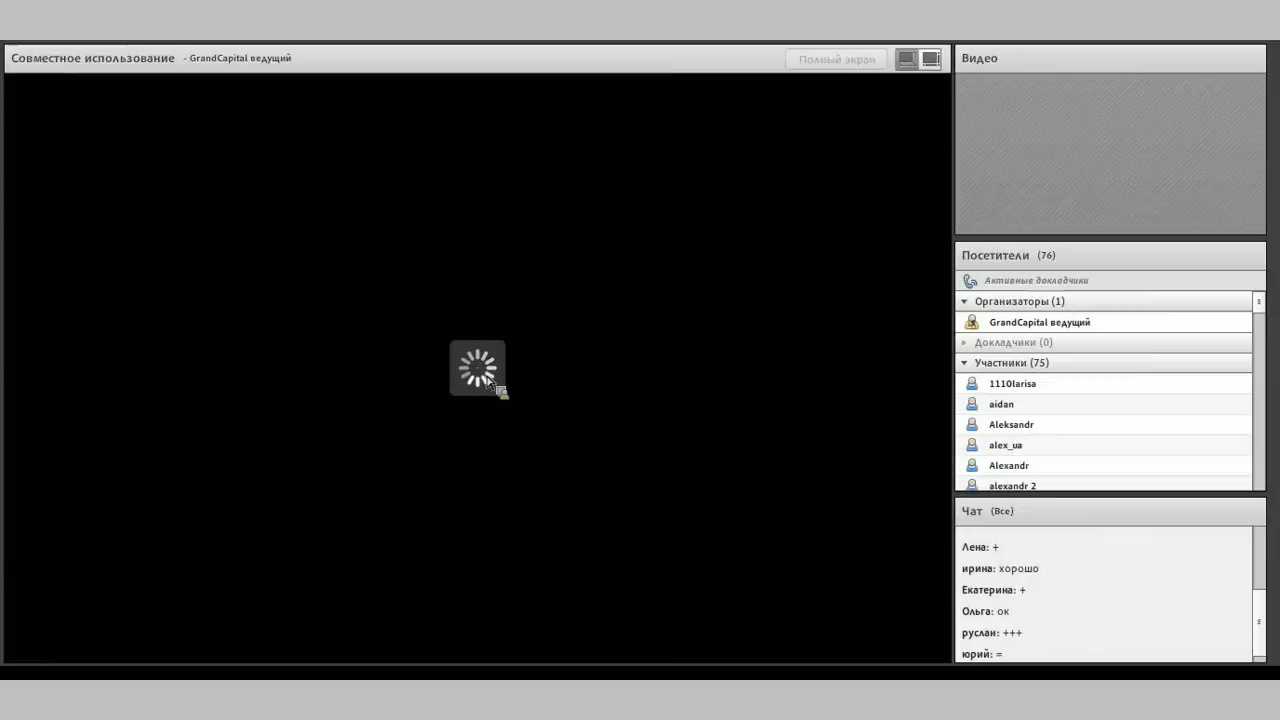 Совместное использование - GrandCapital ведущий
Полный экран
Видео
Посетители (76)
Активные докладчики
Организаторы (1)
GrandCapital ведущий
Докладчики (0)
Участники (75)
1110larisa
aidan
Aleksandr
alex_ua
Alexandr
alexandr 2
Чат (Все)
Лена: +
ирина: хорошо
Екатерина: +
Ольга: ок
руслан: +++
юрий: =